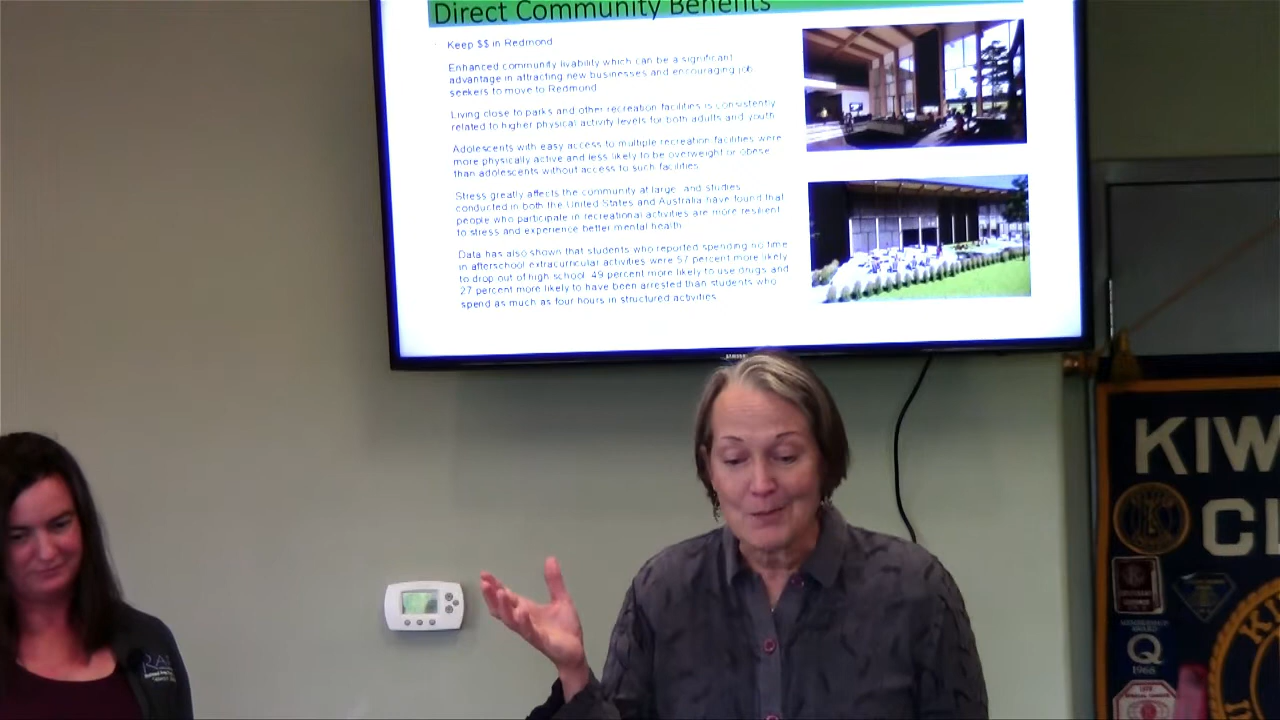 Direct Community Benefits
Keep $$ in Redmond
Enhanced community livability which can be a significant
advantage in attracting new businesses and encouraging job
seekers to move to Redmond
Living close to parks and other recreation facilities is consistently
related to higher physical activity levels for both adults and youth
Adolescents with easy access to multiple recreation facilities were
more physically active and less likely to be overweight or obese
than adolescents without access to such facilities.
Stress greatly affects the community at large and studies
conducted in both the United States and Australia have found that
people who participate in recreational activities are more resilient
to stress and experience better mental health
Data has also shown that students who reported spending no time
in afterschool extracurricular activities were 57 percent more likely
to drop out of high school, 49 percent more likely to use drugs and
27 percent more likely to have been arrested than students who
spend as much as four hours in structured activities.
SAMSUNG
KIW
CL
Q
1966
RA
K